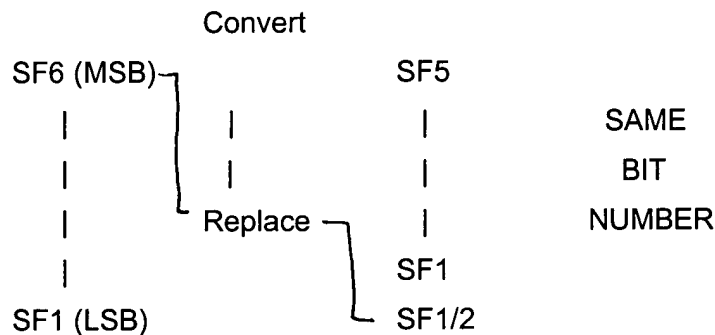 Convert
SF6 (MSB) SF5
SAME
BIT
Replace NUMBER
SF1
SF1 (LSB) SF1/2